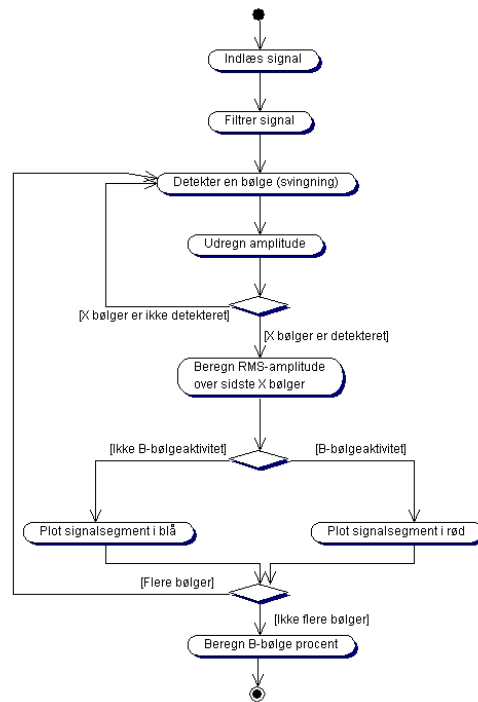 Indlæs signal
Filtrer signal
Detekter en bølge (svingning)
Udregn amplitude
[X bølger er ikke detekteret]
[X bølger er detekteret]
Beregn RMS-amplitude
over sidste X bølger
[Ikke B-bølgeaktivitet]
[B-bølgeaktivitet]
Plot signalsegment i blå
Plot signalsegment i rød
[Flere bølger]
[Ikke flere bølger]
Beregn B-bølge procent